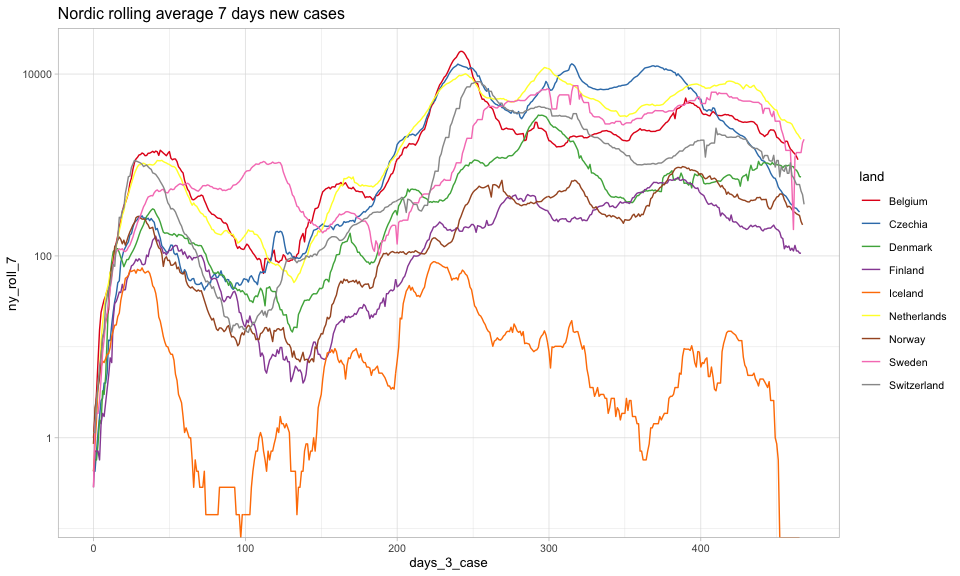 Nordic rolling average 7 days new cases
ny_roll_7
10000
100
1
0
100
200
300
400
days_3_case
land
Belgium
Czechia
Denmark
Finland
Iceland
Netherlands
Norway
Sweden
Switzerland